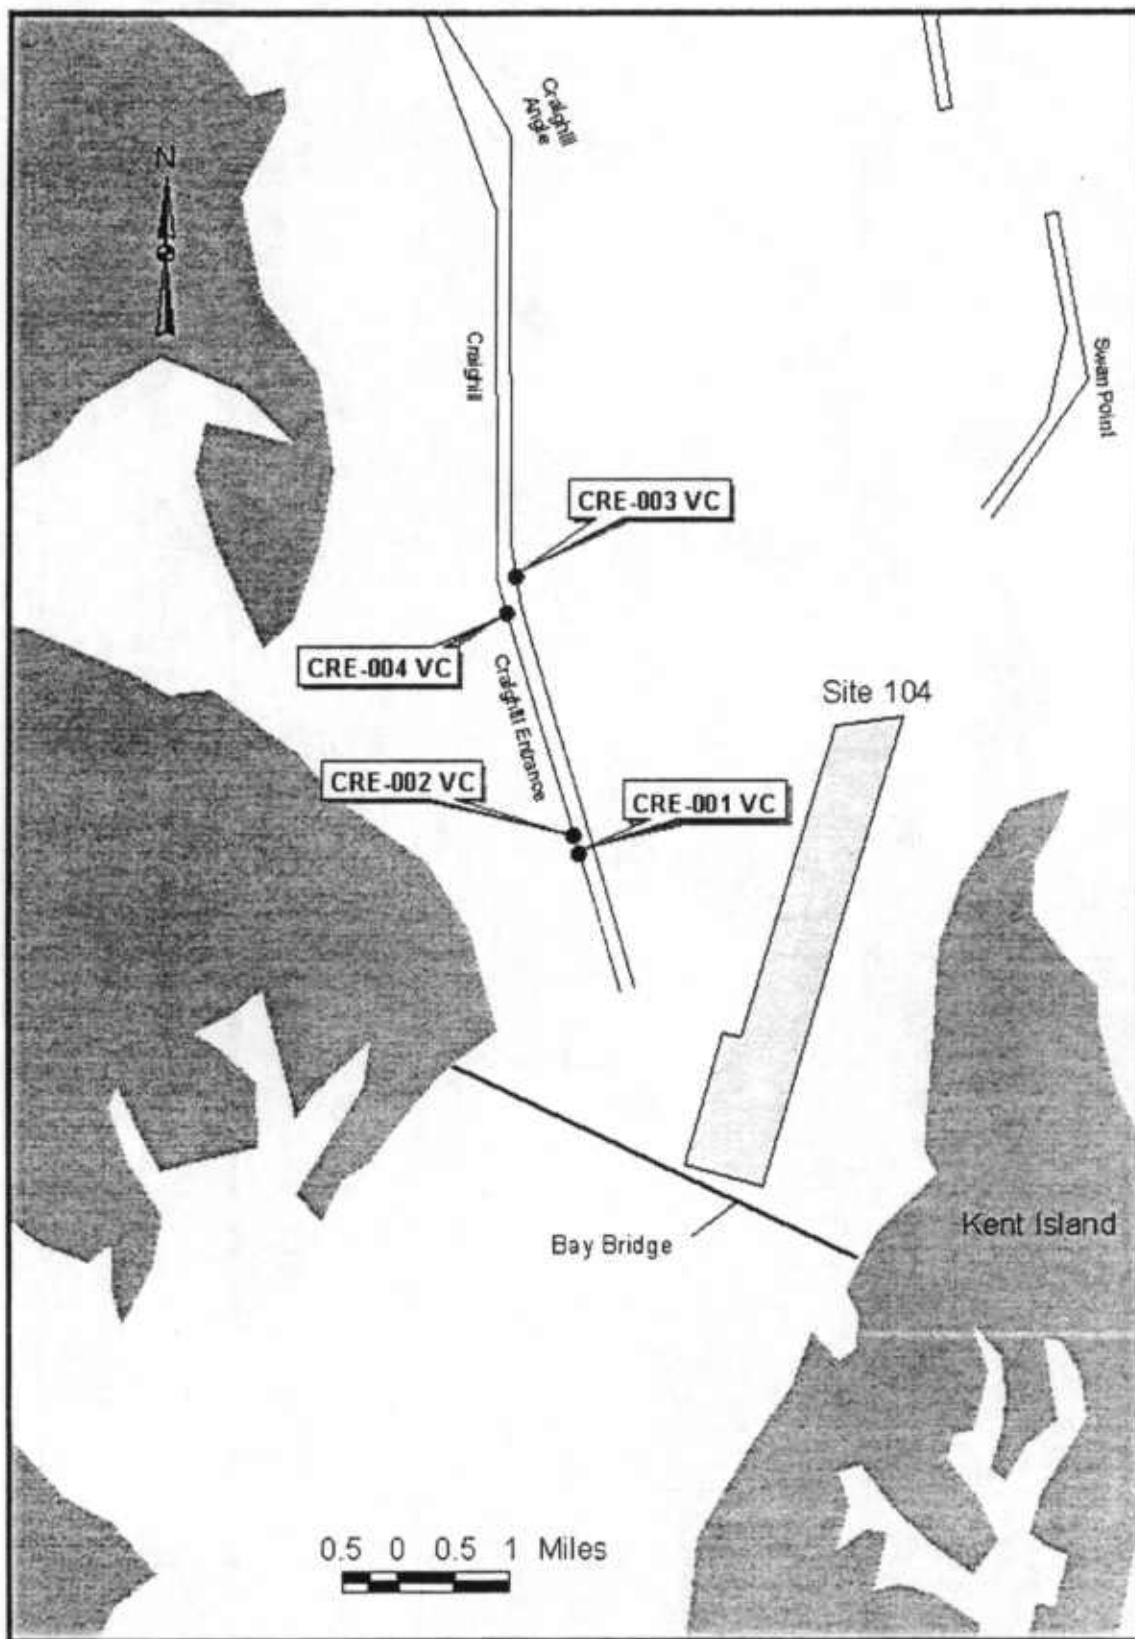 Craighill
Angle
N
Craighill
Swan Point
CRE-003 VC
CRE-004 VC
Craighill Entrance
Site 104
CRE-002 VC
CRE-001 VC
Kent Island
Bay Bridge
0.5 0 0.5 1 Miles